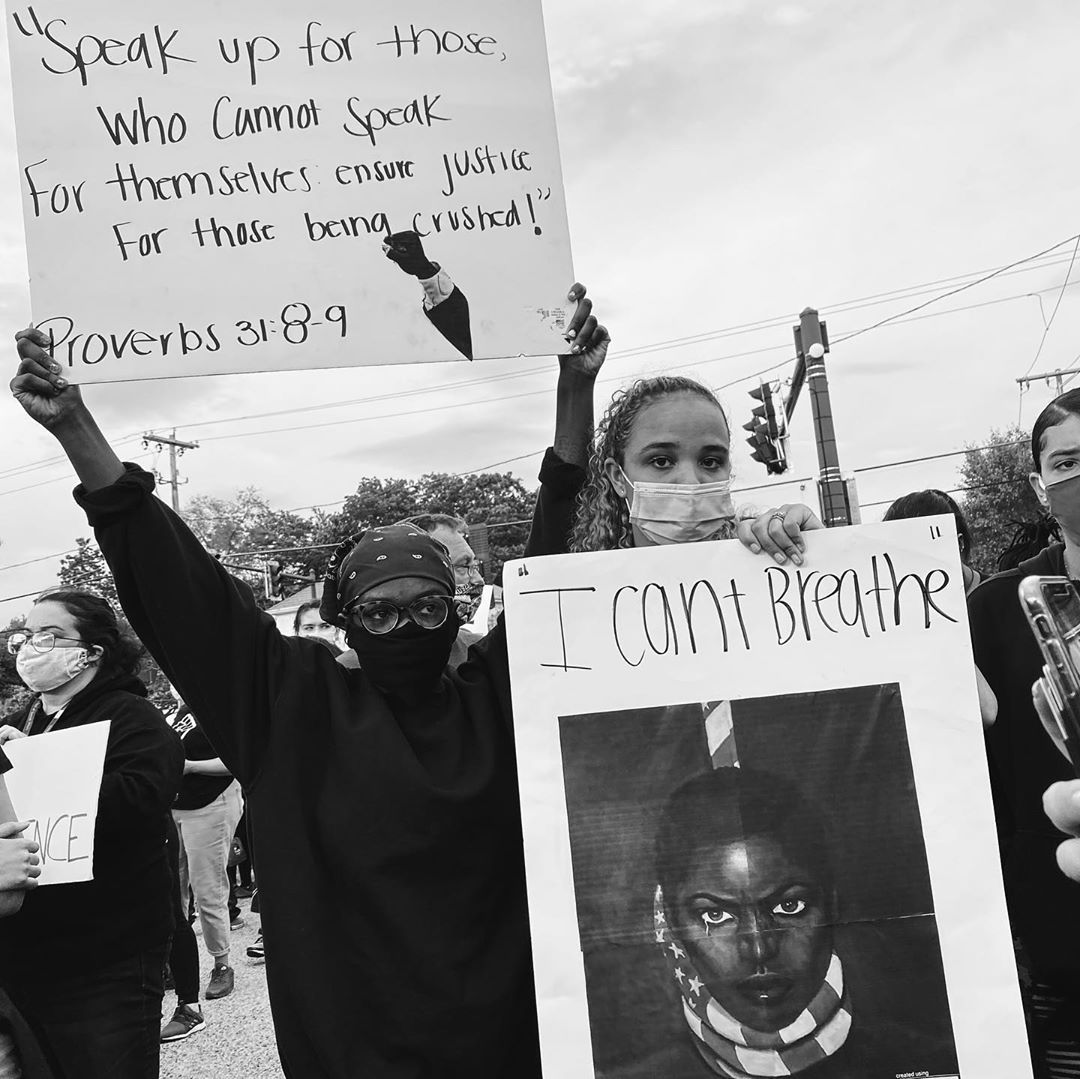 "Speak up for those,
Who Cannot Speak
For themselves: ensure justice
For those being crushed!"
Proverbs 31:8-9
" I can't Breathe "
NCE
created using